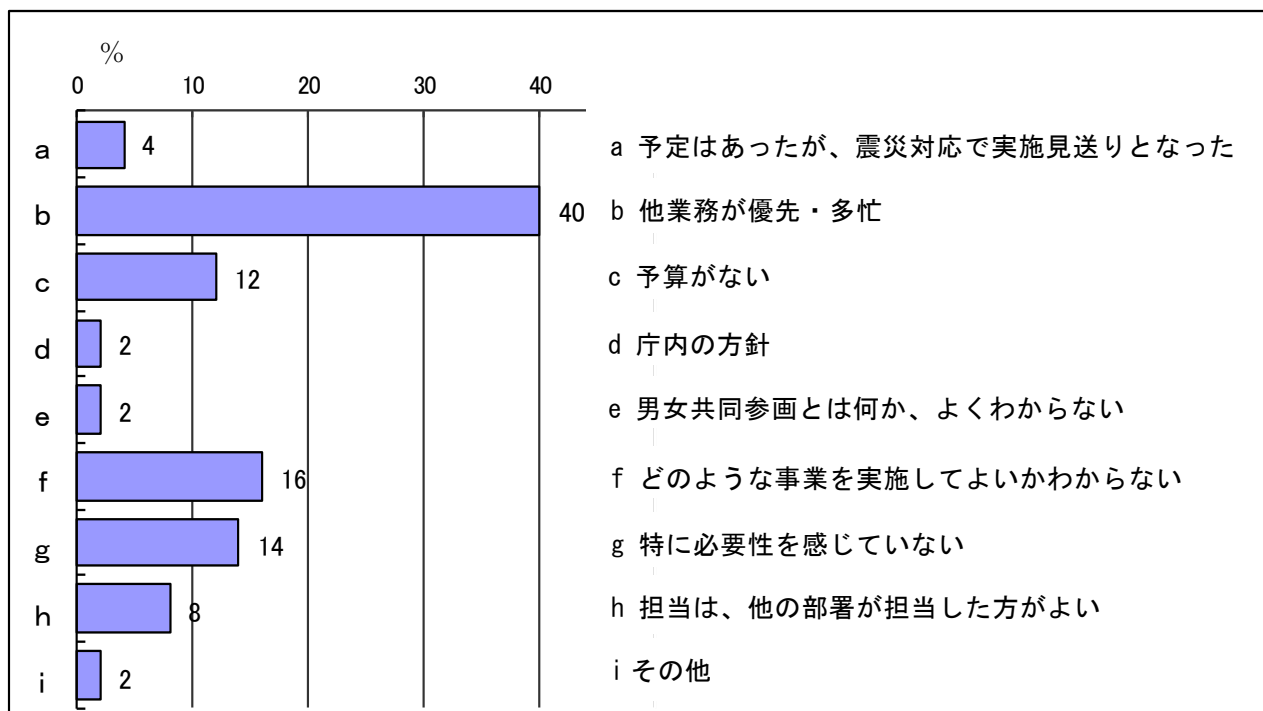 %
0 10 20 30 40
a 4 a 予定はあったが、震災対応で実施見送りとなった
b 40 b 他業務が優先・多忙
c 12 c 予算がない
d 2 d 庁内の方針
e 2 e 男女共同参画とは何か、よくわからない
f 16 f どのような事業を実施してよいかわからない
g 14 g 特に必要性を感じていない
h 8 h 担当は、他の部署が担当した方がよい
i 2 i その他